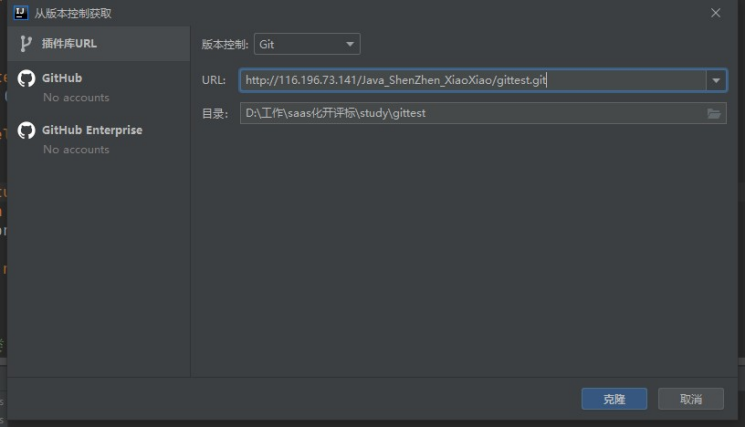 IJ 从版本控制获取
插件库URL
GitHub
No accounts
GitHub Enterprise
No accounts
版本控制: Git
URL: http://116.196.73.141/Java_ShenZhen_XiaoXiao/gittest.git
目录: D:\工作\saas化开评标\study\gittest
克隆 取消